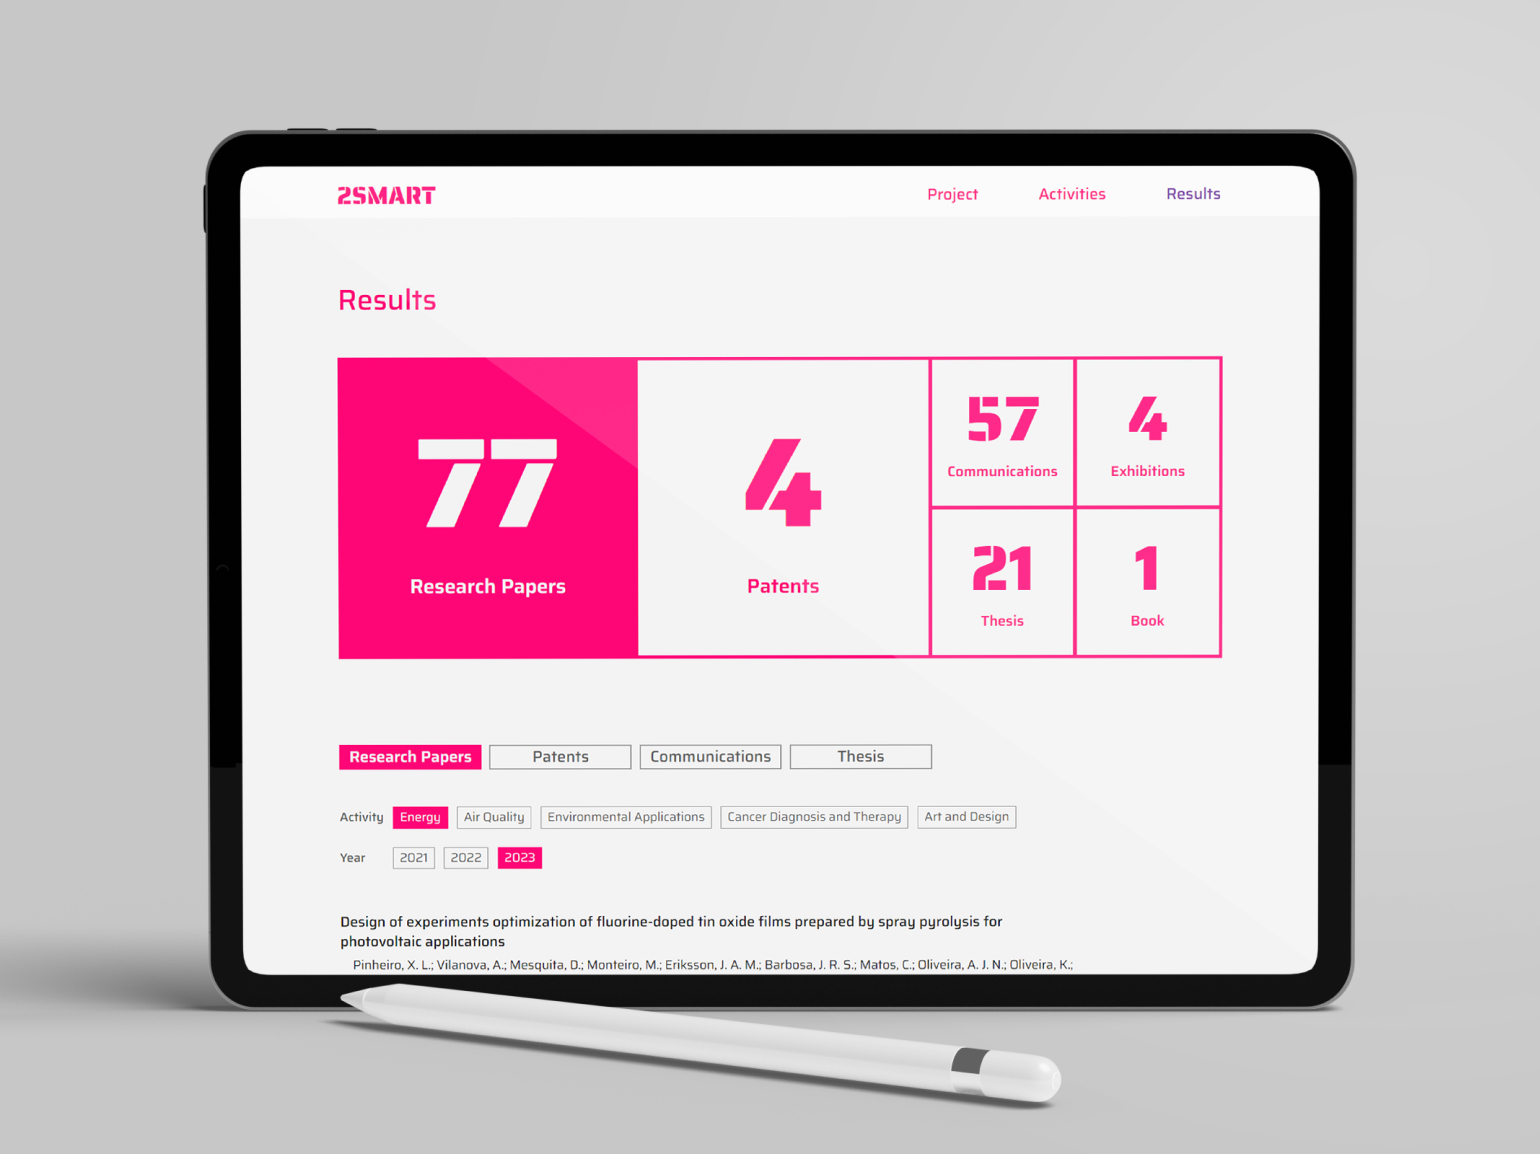 2SMART
Project
Activities
Results
Results
77
Research Papers
4
Patents
57
Communications
4
Exhibitions
21
Thesis
1
Book
Research Papers
Patents
Communications
Thesis
Activity
Energy
Air Quality
Environmental Applications
Cancer Diagnosis and Therapy
Art and Design
Year
2021
2022
2023
Design of experiments optimization of fluorine-doped tin oxide films prepared by spray pyrolysis for
photovoltaic applications
Pinheiro, X. L.; Vilanova, A.; Mesquita, D.; Monteiro, M.; Eriksson, J. A. M.; Barbosa, J. R. S.; Matos, C.; Oliveira, A. J. N.; Oliveira, K.;